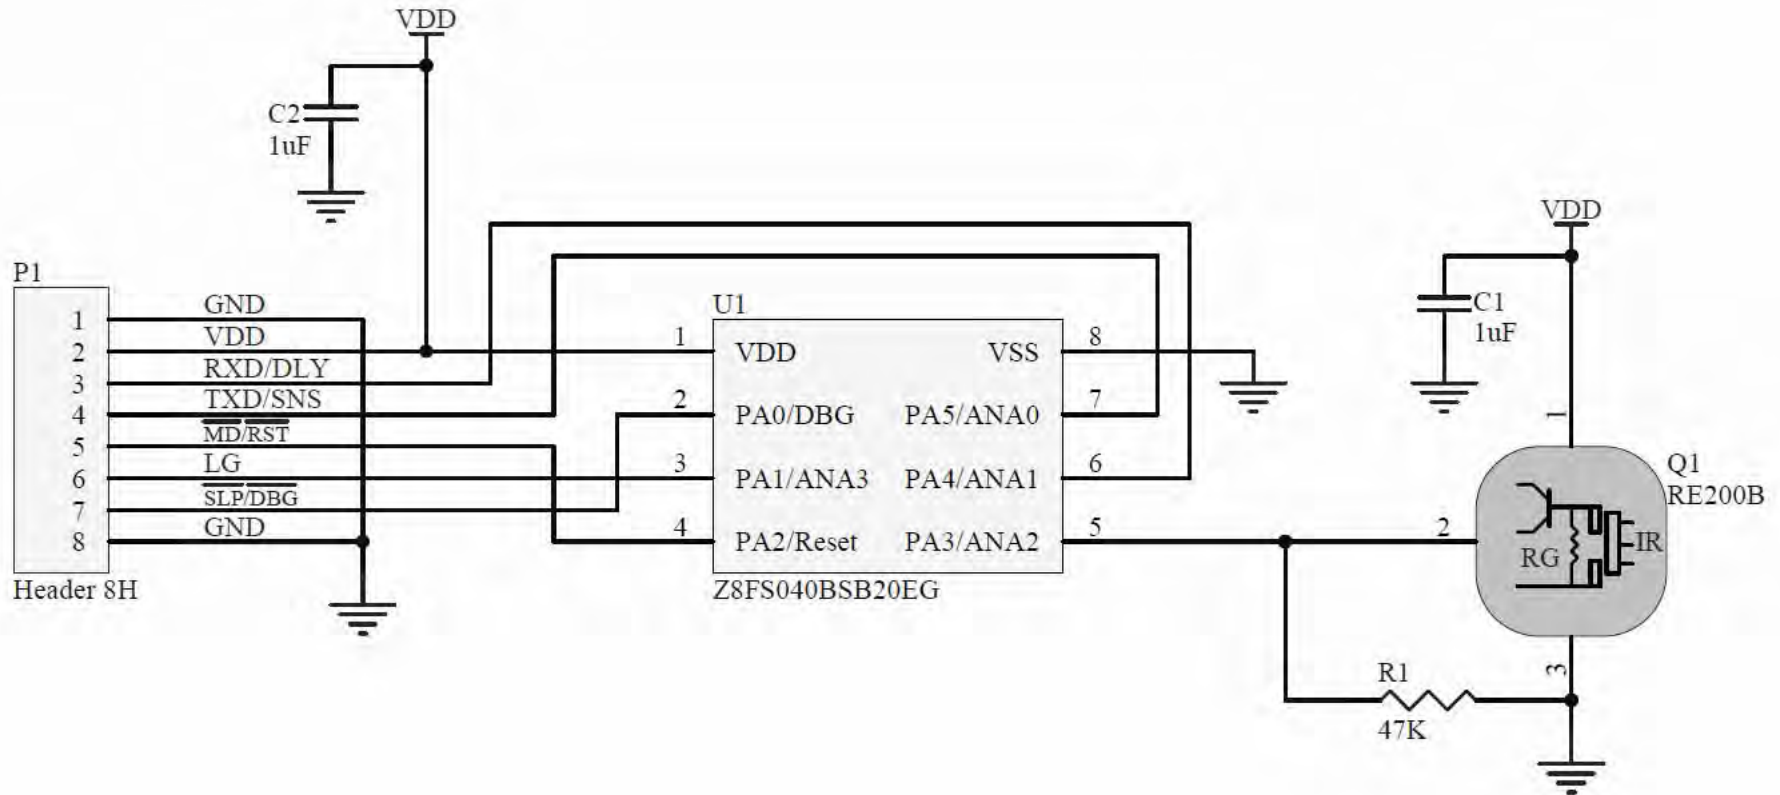 VDD
C2
1uF
P1
1
GND
2
VDD
3
RXD/DLY
4
TXD/SNS
5
MD/RST
6
LG
7
SLP/DBG
8
GND
Header 8H
U1
1
VDD
2
PA0/DBG
3
PA1/ANA3
4
PA2/Reset
VSS
8
PA5/ANA0
7
PA4/ANA1
6
PA3/ANA2
5
Z8FS040BSB20EG
VDD
C1
1uF
1
2
3
Q1
RE200B
RG
IR
R1
47K